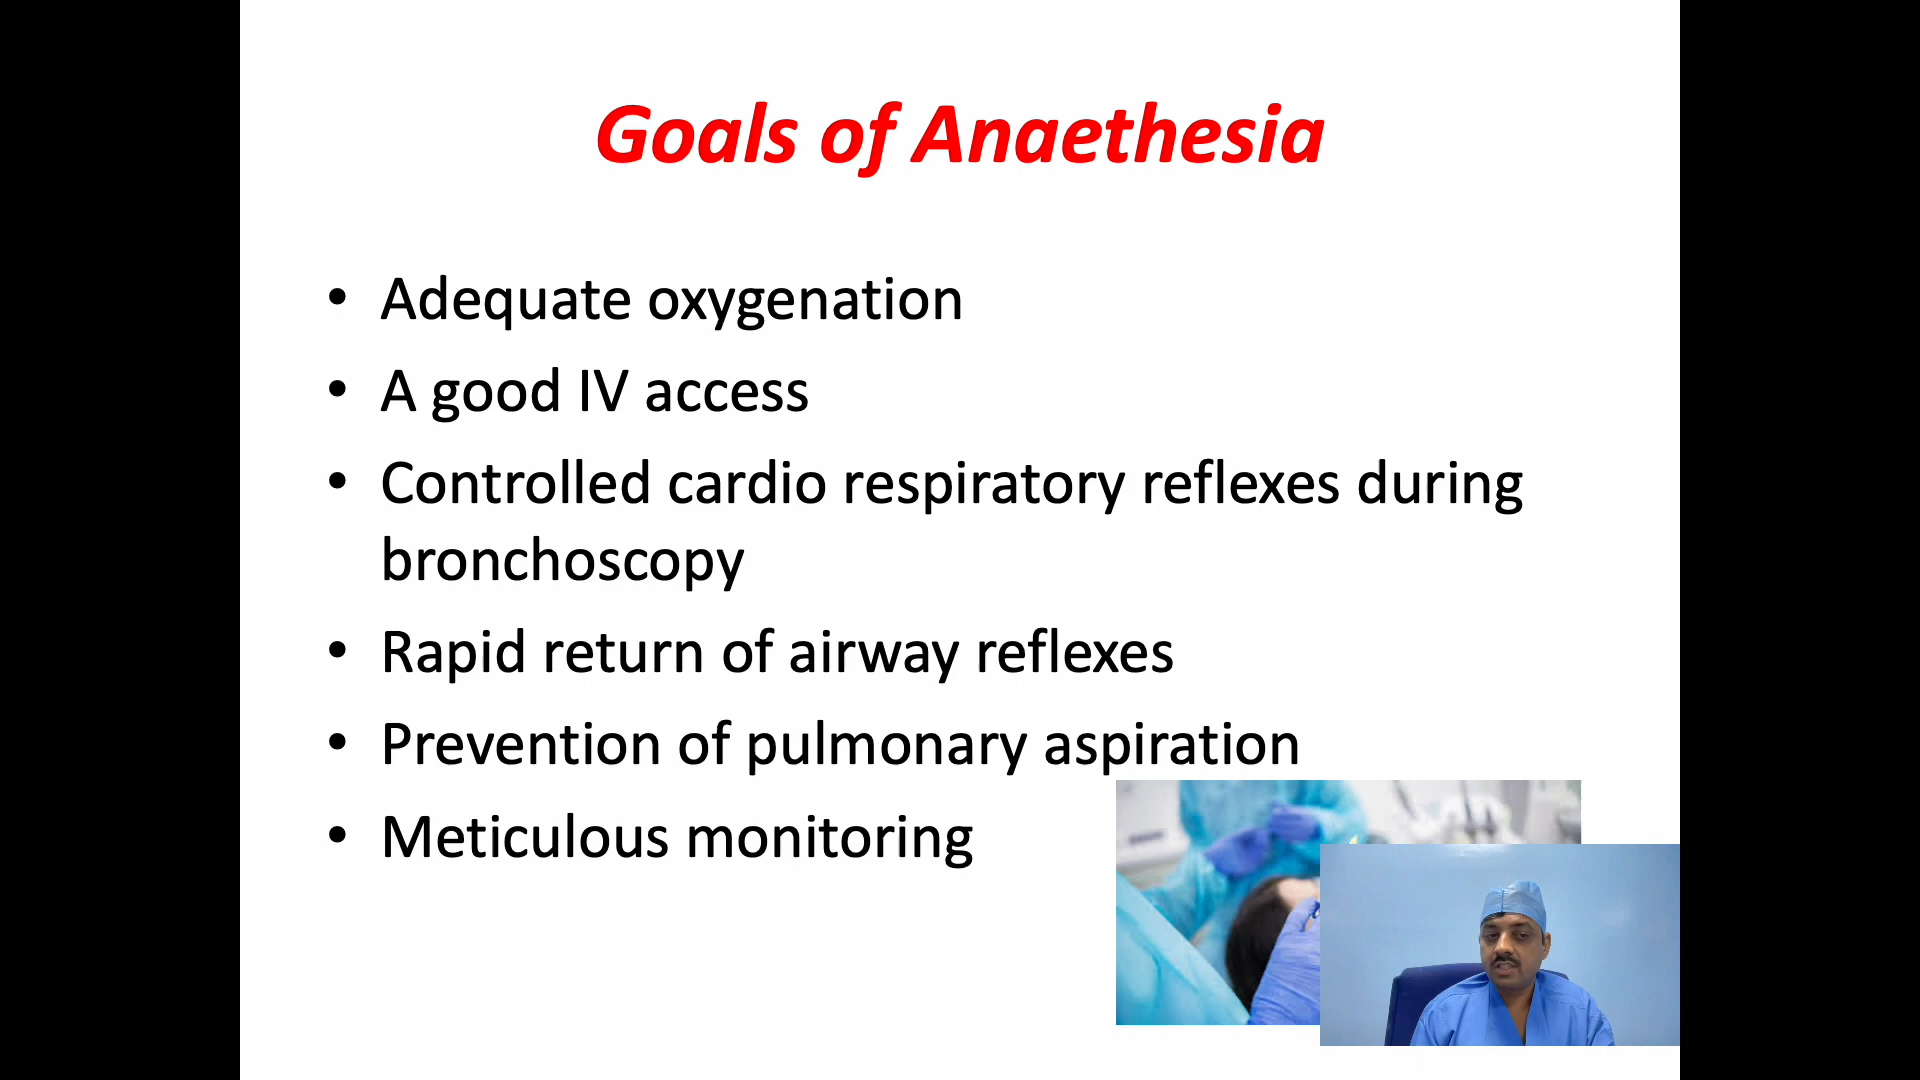 Goals of Anaethesia
• Adequate oxygenation
• A good IV access
• Controlled cardio respiratory reflexes during
bronchoscopy
• Rapid return of airway reflexes
• Prevention of pulmonary aspiration
• Meticulous monitoring